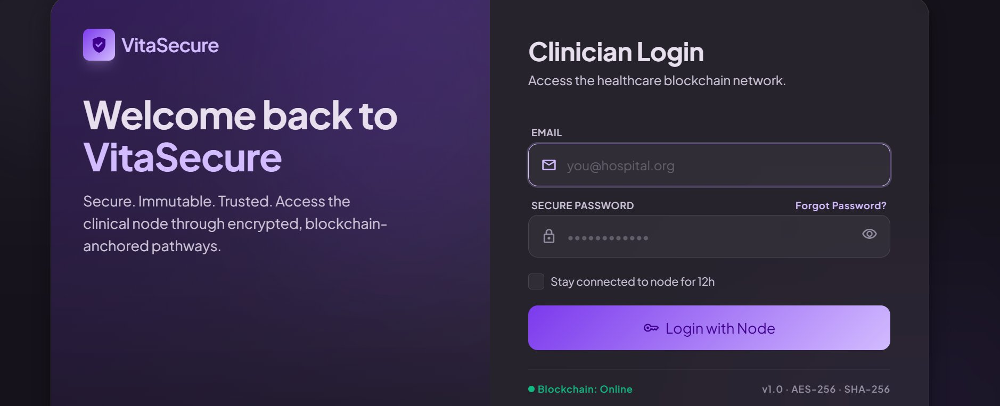 VitaSecure
Welcome back to
VitaSecure
Secure. Immutable. Trusted. Access the
clinical node through encrypted, blockchain-
anchored pathways.
Clinician Login
Access the healthcare blockchain network.
EMAIL
you@hospital.org
SECURE PASSWORD
Forgot Password?
••••••••••••
Stay connected to node for 12h
Login with Node
Blockchain: Online
v1.0 · AES-256 · SHA-256